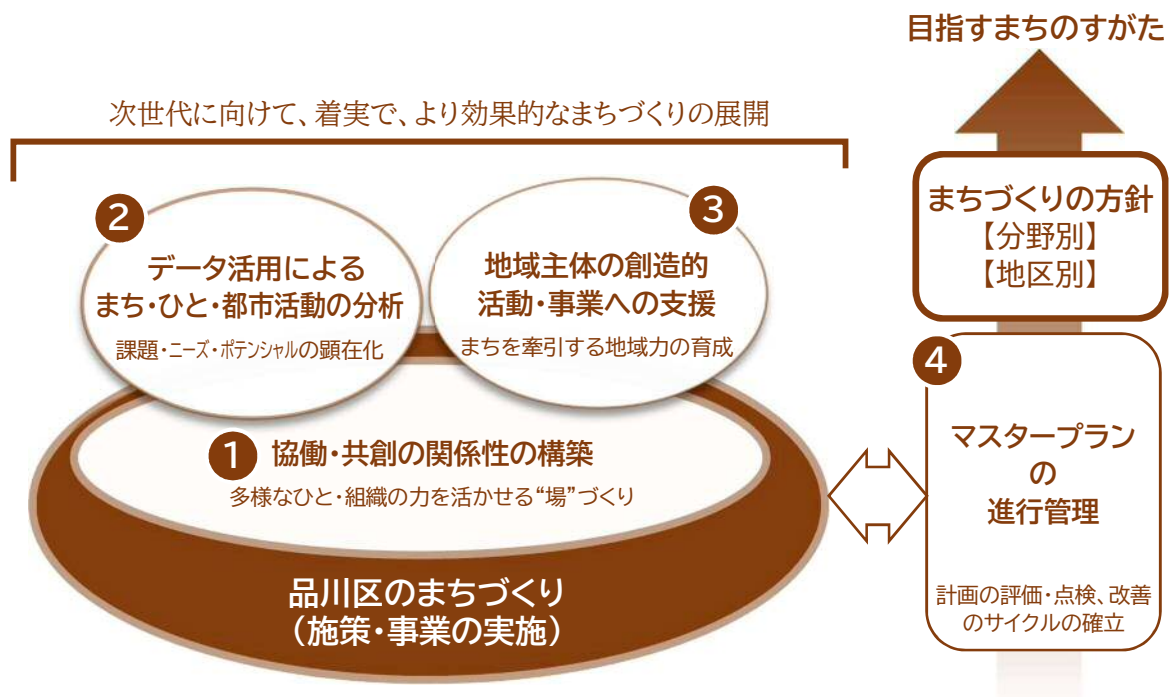 次世代に向けて、着実で、より効果的なまちづくりの展開
2
データ活用による
まち・ひと・都市活動の分析
課題・ニーズ・ポテンシャルの顕在化
3
地域主体の創造的
活動・事業への支援
まちを牽引する地域力の育成
1 協働・共創の関係性の構築
多様なひと・組織の力を活かせる“場”づくり
品川区のまちづくり
（施策・事業の実施）
目指すまちのすがた
まちづくりの方針
【分野別】
【地区別】
4
マスタープラン
の
進行管理
計画の評価・点検、改善
のサイクルの確立